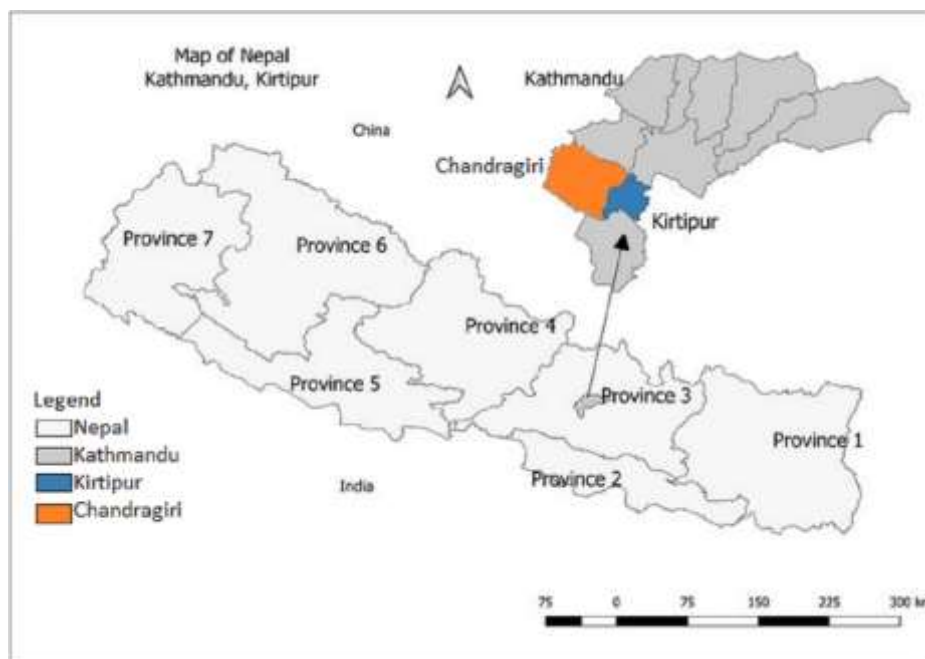 Map of Nepal
Kathmandu, Kirtipur
Kathmandu
China
Chandragiri
Kirtipur
Province 7
Province 6
Province 4
Province 5
Province 3
Province 1
Province 2
India
Legend
Nepal
Kathmandu
Kirtipur
Chandragiri
75 0 75 150 225 300 km